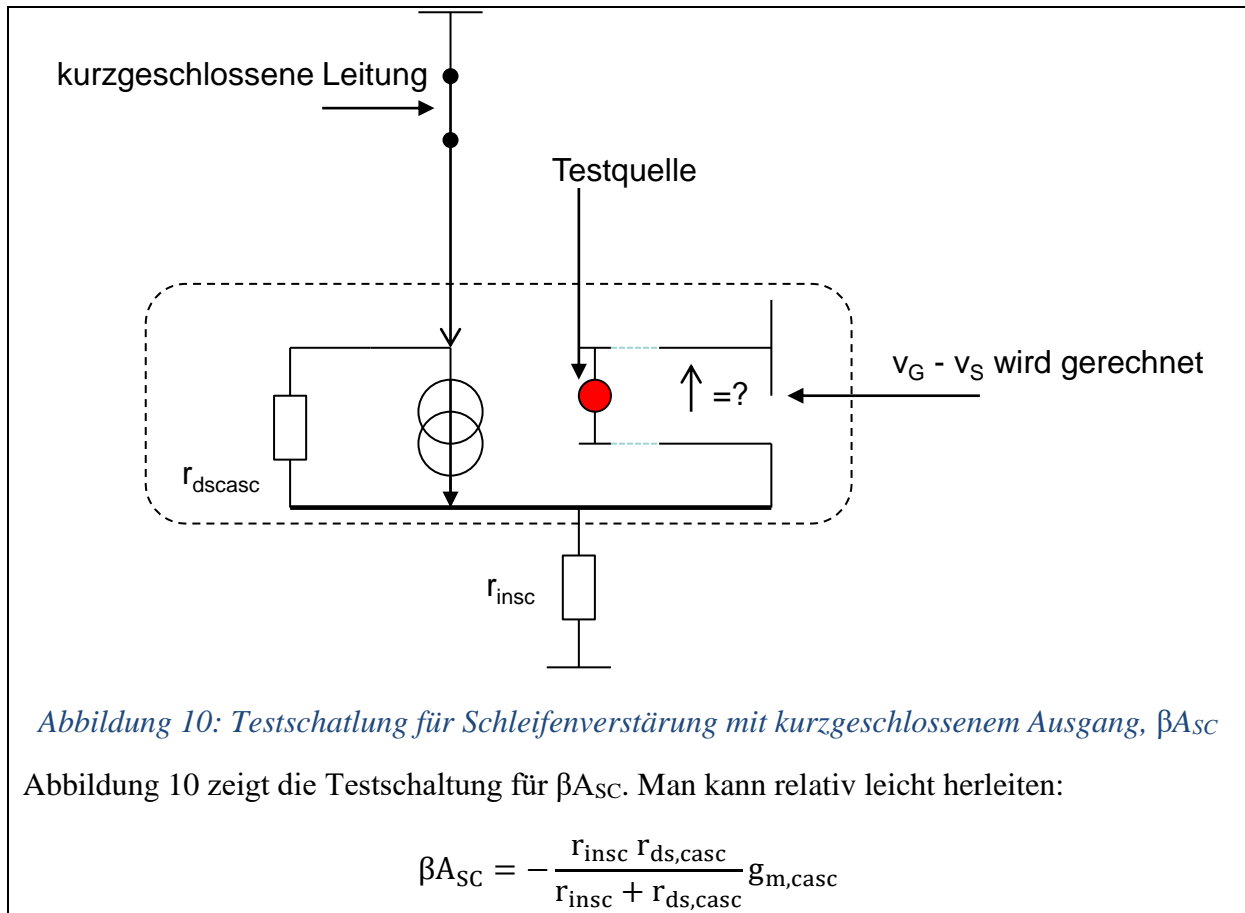 kurzgeschlossene Leitung
Testquelle
v_G - v_S wird gerechnet
=?
r_dscasc
r_insc
Abbildung 10: Testschatlung für Schleifenverstärung mit kurzgeschlossenem Ausgang, βA_SC
Abbildung 10 zeigt die Testschaltung für βA_SC. Man kann relativ leicht herleiten:
βA_SC = − (r_insc r_ds,casc) / (r_insc + r_ds,casc) g_m,casc